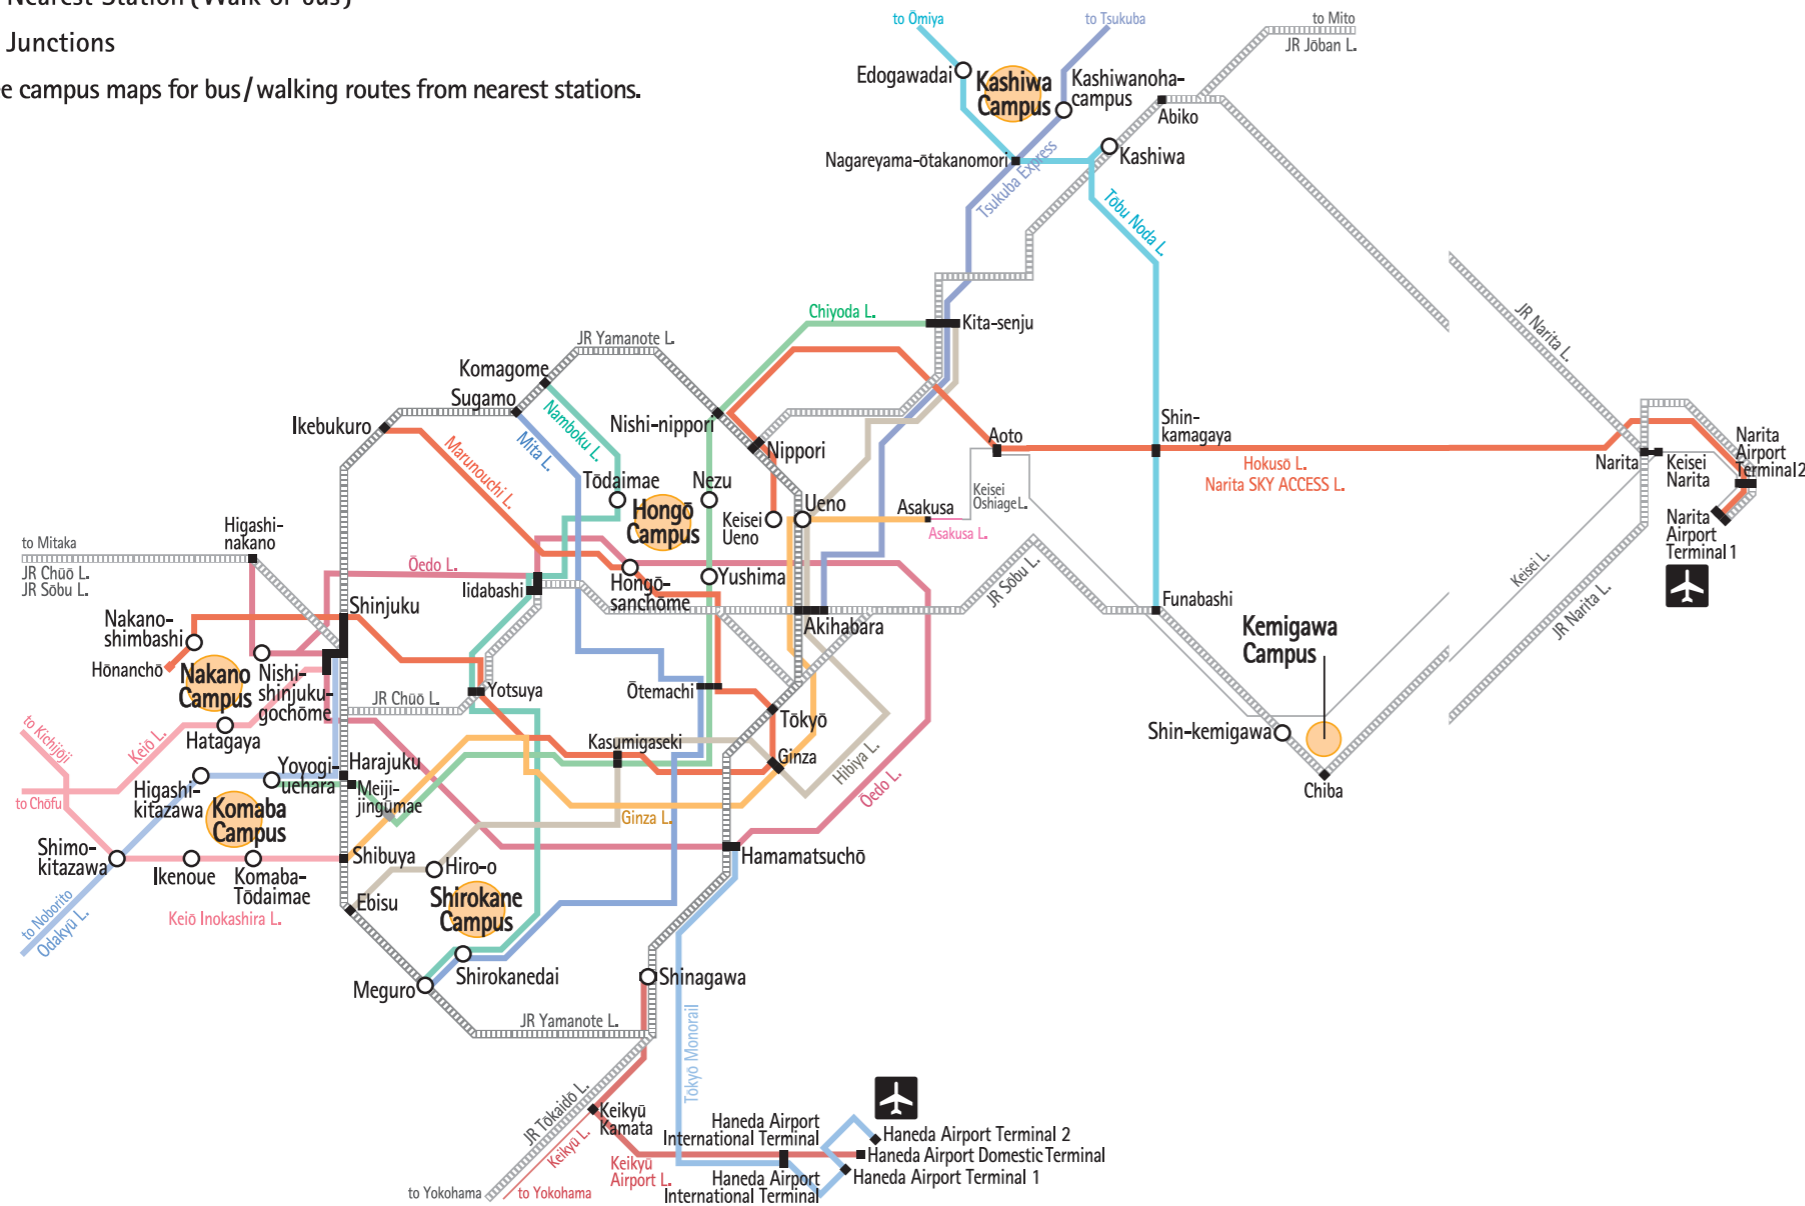 Nearest Station (Walk or bus)
Junctions
e campus maps for bus/walking routes from nearest stations.
to Ōmiya
to Tsukuba
to Mito
JR Jōban L.
Edogawadai
Kashiwa
Campus
Kashiwanoha-
campus
Abiko
Nagareyama-ōtakanomori
Kashiwa
Tsukuba Express
Tōbu Noda L.
Chiyoda L.
Kita-senju
JR Narita L.
JR Yamanote L.
Komagome
Sugamo
Ikebukuro
Namboku L.
Mita L.
Marunouchi L.
Nishi-nippori
Nippori
Aoto
Shin-
kamagaya
Hokusō L.
Narita SKY ACCESS L.
Narita
Keisei
Narita
Narita
Airport
Terminal2
Narita
Airport
Terminal 1
Tōdaimae
Nezu
Hongō
Campus
Keisei
Ueno
Ueno
Asakusa
Asakusa L.
Keisei
Oshiage L.
Higashi-
nakano
to Mitaka
JR Chūō L.
JR Sōbu L.
Ōedo L.
Iidabashi
Hongō-
sanchōme
Yushima
JR Sōbu L.
Keisei L.
JR Narita L.
Nakano-
shimbashi
Shinjuku
Akihabara
Funabashi
Hōnanchō
Nakano
Campus
Nishi-
shinjuku-
gochōme
Kemigawa
Campus
JR Chūō L.
Yotsuya
Ōtemachi
Tōkyō
Shin-kemigawa
Chiba
to Kichijōji
Keiō L.
Hatagaya
Kasumigaseki
Ginza
Hibiya L.
Ōedo L.
to Chōfu
Higashi-
kitazawa
Yoyogi-
uehara
Harajuku
Meiji-
jingūmae
Komaba
Campus
Ginza L.
Shimo-
kitazawa
Ikenoue
Komaba-
Tōdaimae
Shibuya
Hamamatsuchō
Keiō Inokashira L.
to Noborito
Odakyū L.
Hiro-o
Ebisu
Shirokane
Campus
Shirokanedai
Meguro
Shinagawa
JR Yamanote L.
Tōkyō Monorail
JR Tōkaidō L.
Keikyū
Kamata
Keikyū L.
Keikyū
Airport L.
to Yokohama
to Yokohama
Haneda Airport
International Terminal
Haneda Airport
International Terminal
Haneda Airport Terminal 2
Haneda Airport Domestic Terminal
Haneda Airport Terminal 1